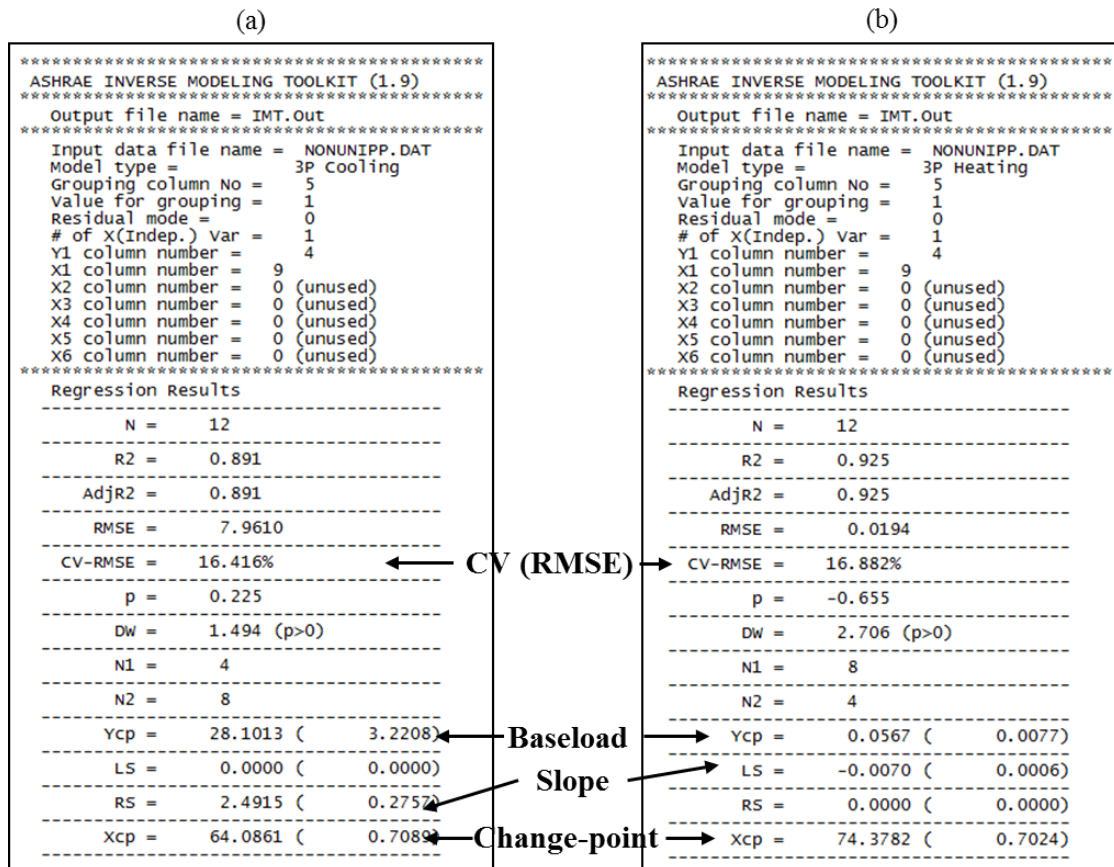 (a)
**********************************************
ASHRAE INVERSE MODELING TOOLKIT (1.9)
**********************************************
Output file name = IMT.Out
**********************************************
Input data file name = NONUNIPP.DAT
Model type = 3P Cooling
Grouping column No = 5
Value for grouping = 1
Residual mode = 0
# of X(Indep.) Var = 1
Y1 column number = 4
X1 column number = 9
X2 column number = 0 (unused)
X3 column number = 0 (unused)
X4 column number = 0 (unused)
X5 column number = 0 (unused)
X6 column number = 0 (unused)
**********************************************
Regression Results
----------------------------------------
N = 12
----------------------------------------
R2 = 0.891
----------------------------------------
AdjR2 = 0.891
----------------------------------------
RMSE = 7.9610
----------------------------------------
CV-RMSE = 16.416%
----------------------------------------
p = 0.225
----------------------------------------
DW = 1.494 (p>0)
----------------------------------------
N1 = 4
----------------------------------------
N2 = 8
----------------------------------------
Ycp = 28.1013 ( 3.2208)
----------------------------------------
LS = 0.0000 ( 0.0000)
----------------------------------------
RS = 2.4915 ( 0.2757)
----------------------------------------
Xcp = 64.0861 ( 0.7089)
----------------------------------------
CV (RMSE)
Baseload
Slope
Change-point
(b)
**********************************************
ASHRAE INVERSE MODELING TOOLKIT (1.9)
**********************************************
Output file name = IMT.Out
**********************************************
Input data file name = NONUNIPP.DAT
Model type = 3P Heating
Grouping column No = 5
Value for grouping = 1
Residual mode = 0
# of X(Indep.) Var = 1
Y1 column number = 4
X1 column number = 9
X2 column number = 0 (unused)
X3 column number = 0 (unused)
X4 column number = 0 (unused)
X5 column number = 0 (unused)
X6 column number = 0 (unused)
**********************************************
Regression Results
----------------------------------------
N = 12
----------------------------------------
R2 = 0.925
----------------------------------------
AdjR2 = 0.925
----------------------------------------
RMSE = 0.0194
----------------------------------------
CV-RMSE = 16.882%
----------------------------------------
p = -0.655
----------------------------------------
DW = 2.706 (p>0)
----------------------------------------
N1 = 8
----------------------------------------
N2 = 4
----------------------------------------
Ycp = 0.0567 ( 0.0077)
----------------------------------------
LS = -0.0070 ( 0.0006)
----------------------------------------
RS = 0.0000 ( 0.0000)
----------------------------------------
Xcp = 74.3782 ( 0.7024)
----------------------------------------